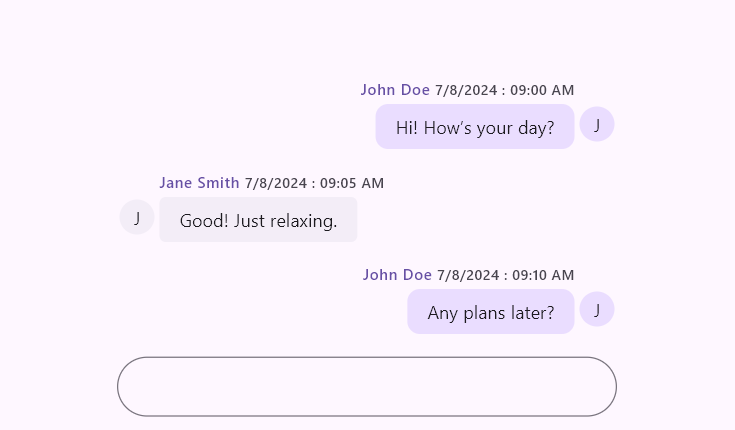 John Doe 7/8/2024 : 09:00 AM
Hi! How's your day?
J
Jane Smith 7/8/2024 : 09:05 AM
J
Good! Just relaxing.
John Doe 7/8/2024 : 09:10 AM
Any plans later?
J